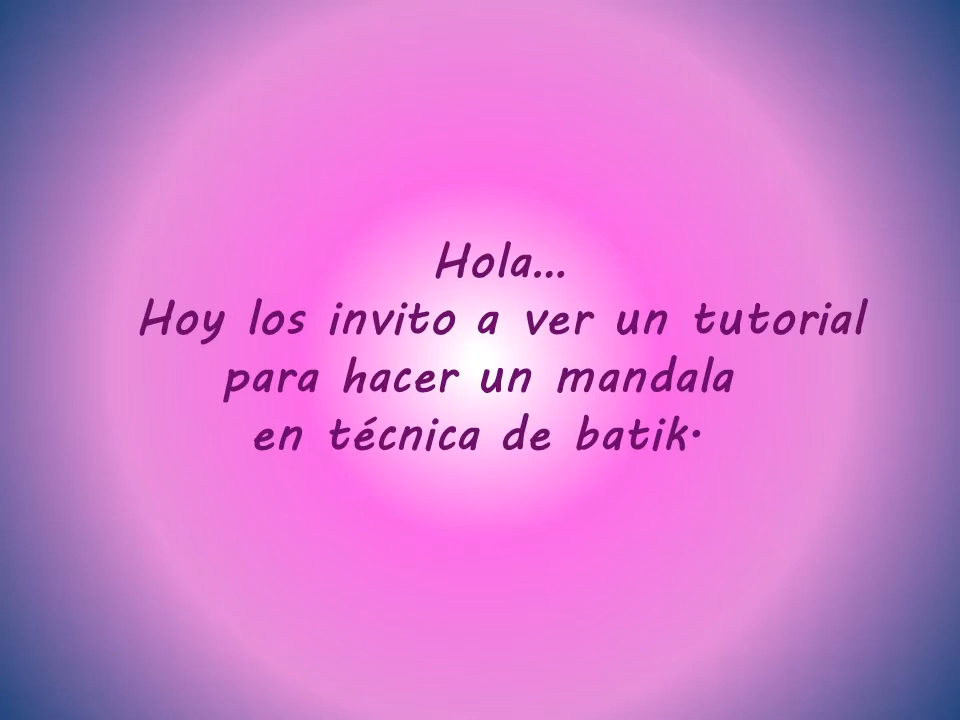 Hola...
Hoy los invito a ver un tutorial
para hacer un mandala
en técnica de batik.